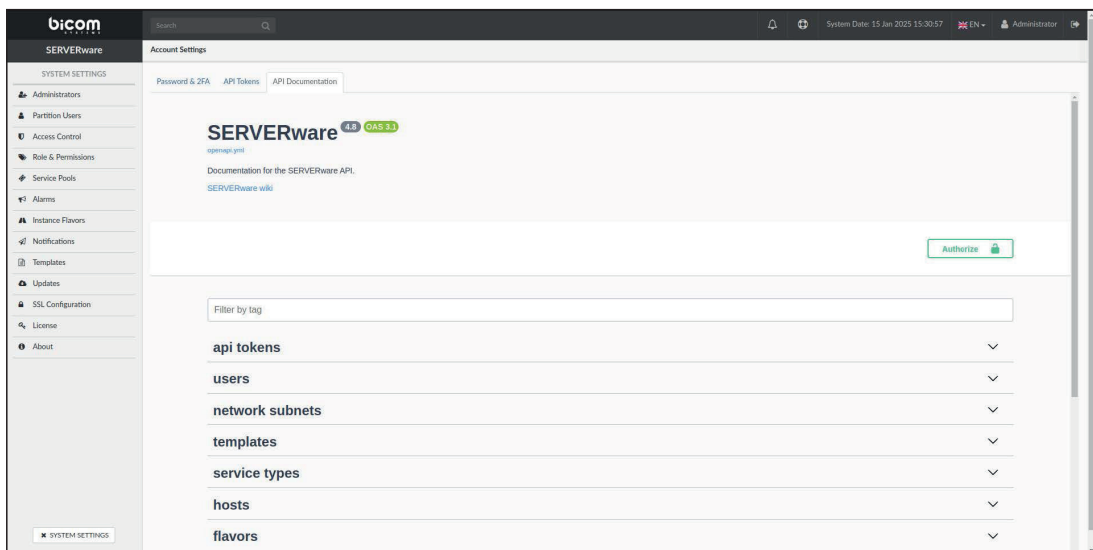 bicom
SYSTEMS
Search
System Date: 15 Jan 2025 15:30:57
EN
Administrator
SERVERware
Account Settings
SYSTEM SETTINGS
Administrators
Partition Users
Access Control
Role & Permissions
Service Pools
Alarms
Instance Flavors
Notifications
Templates
Updates
SSL Configuration
License
About
SYSTEM SETTINGS
Password & 2FA
API Tokens
API Documentation
SERVERware 4.8 OAS 3.1
openapi.yml
Documentation for the SERVERware API.
SERVERware wiki
Authorize
Filter by tag
api tokens
users
network subnets
templates
service types
hosts
flavors